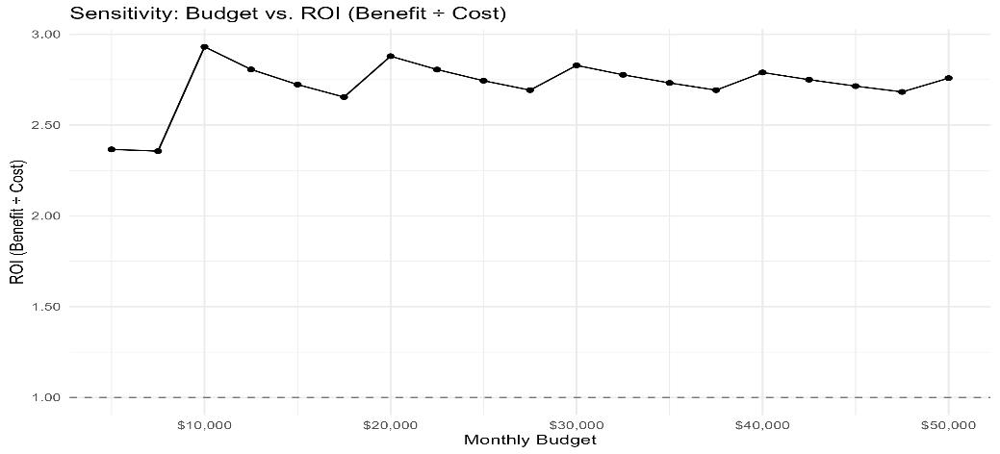 Sensitivity: Budget vs. ROI (Benefit ÷ Cost)
3.00
2.50
2.00
1.50
1.00
ROI (Benefit ÷ Cost)
$10,000 $20,000 $30,000 $40,000 $50,000
Monthly Budget